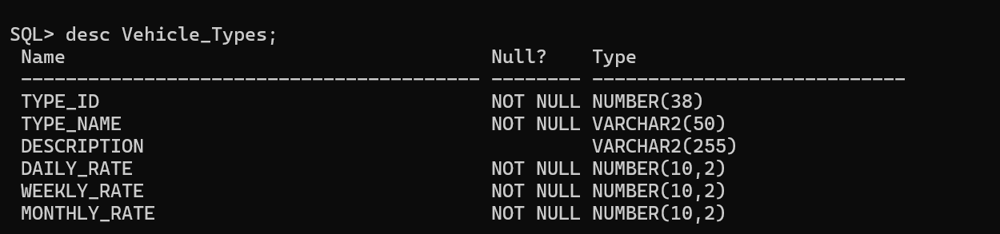 SQL> desc Vehicle_Types;
 Name                                      Null?    Type
 ----------------------------------------- -------- ----------------------------
 TYPE_ID                                   NOT NULL NUMBER(38)
 TYPE_NAME                                 NOT NULL VARCHAR2(50)
 DESCRIPTION                                        VARCHAR2(255)
 DAILY_RATE                                NOT NULL NUMBER(10,2)
 WEEKLY_RATE                               NOT NULL NUMBER(10,2)
 MONTHLY_RATE                              NOT NULL NUMBER(10,2)